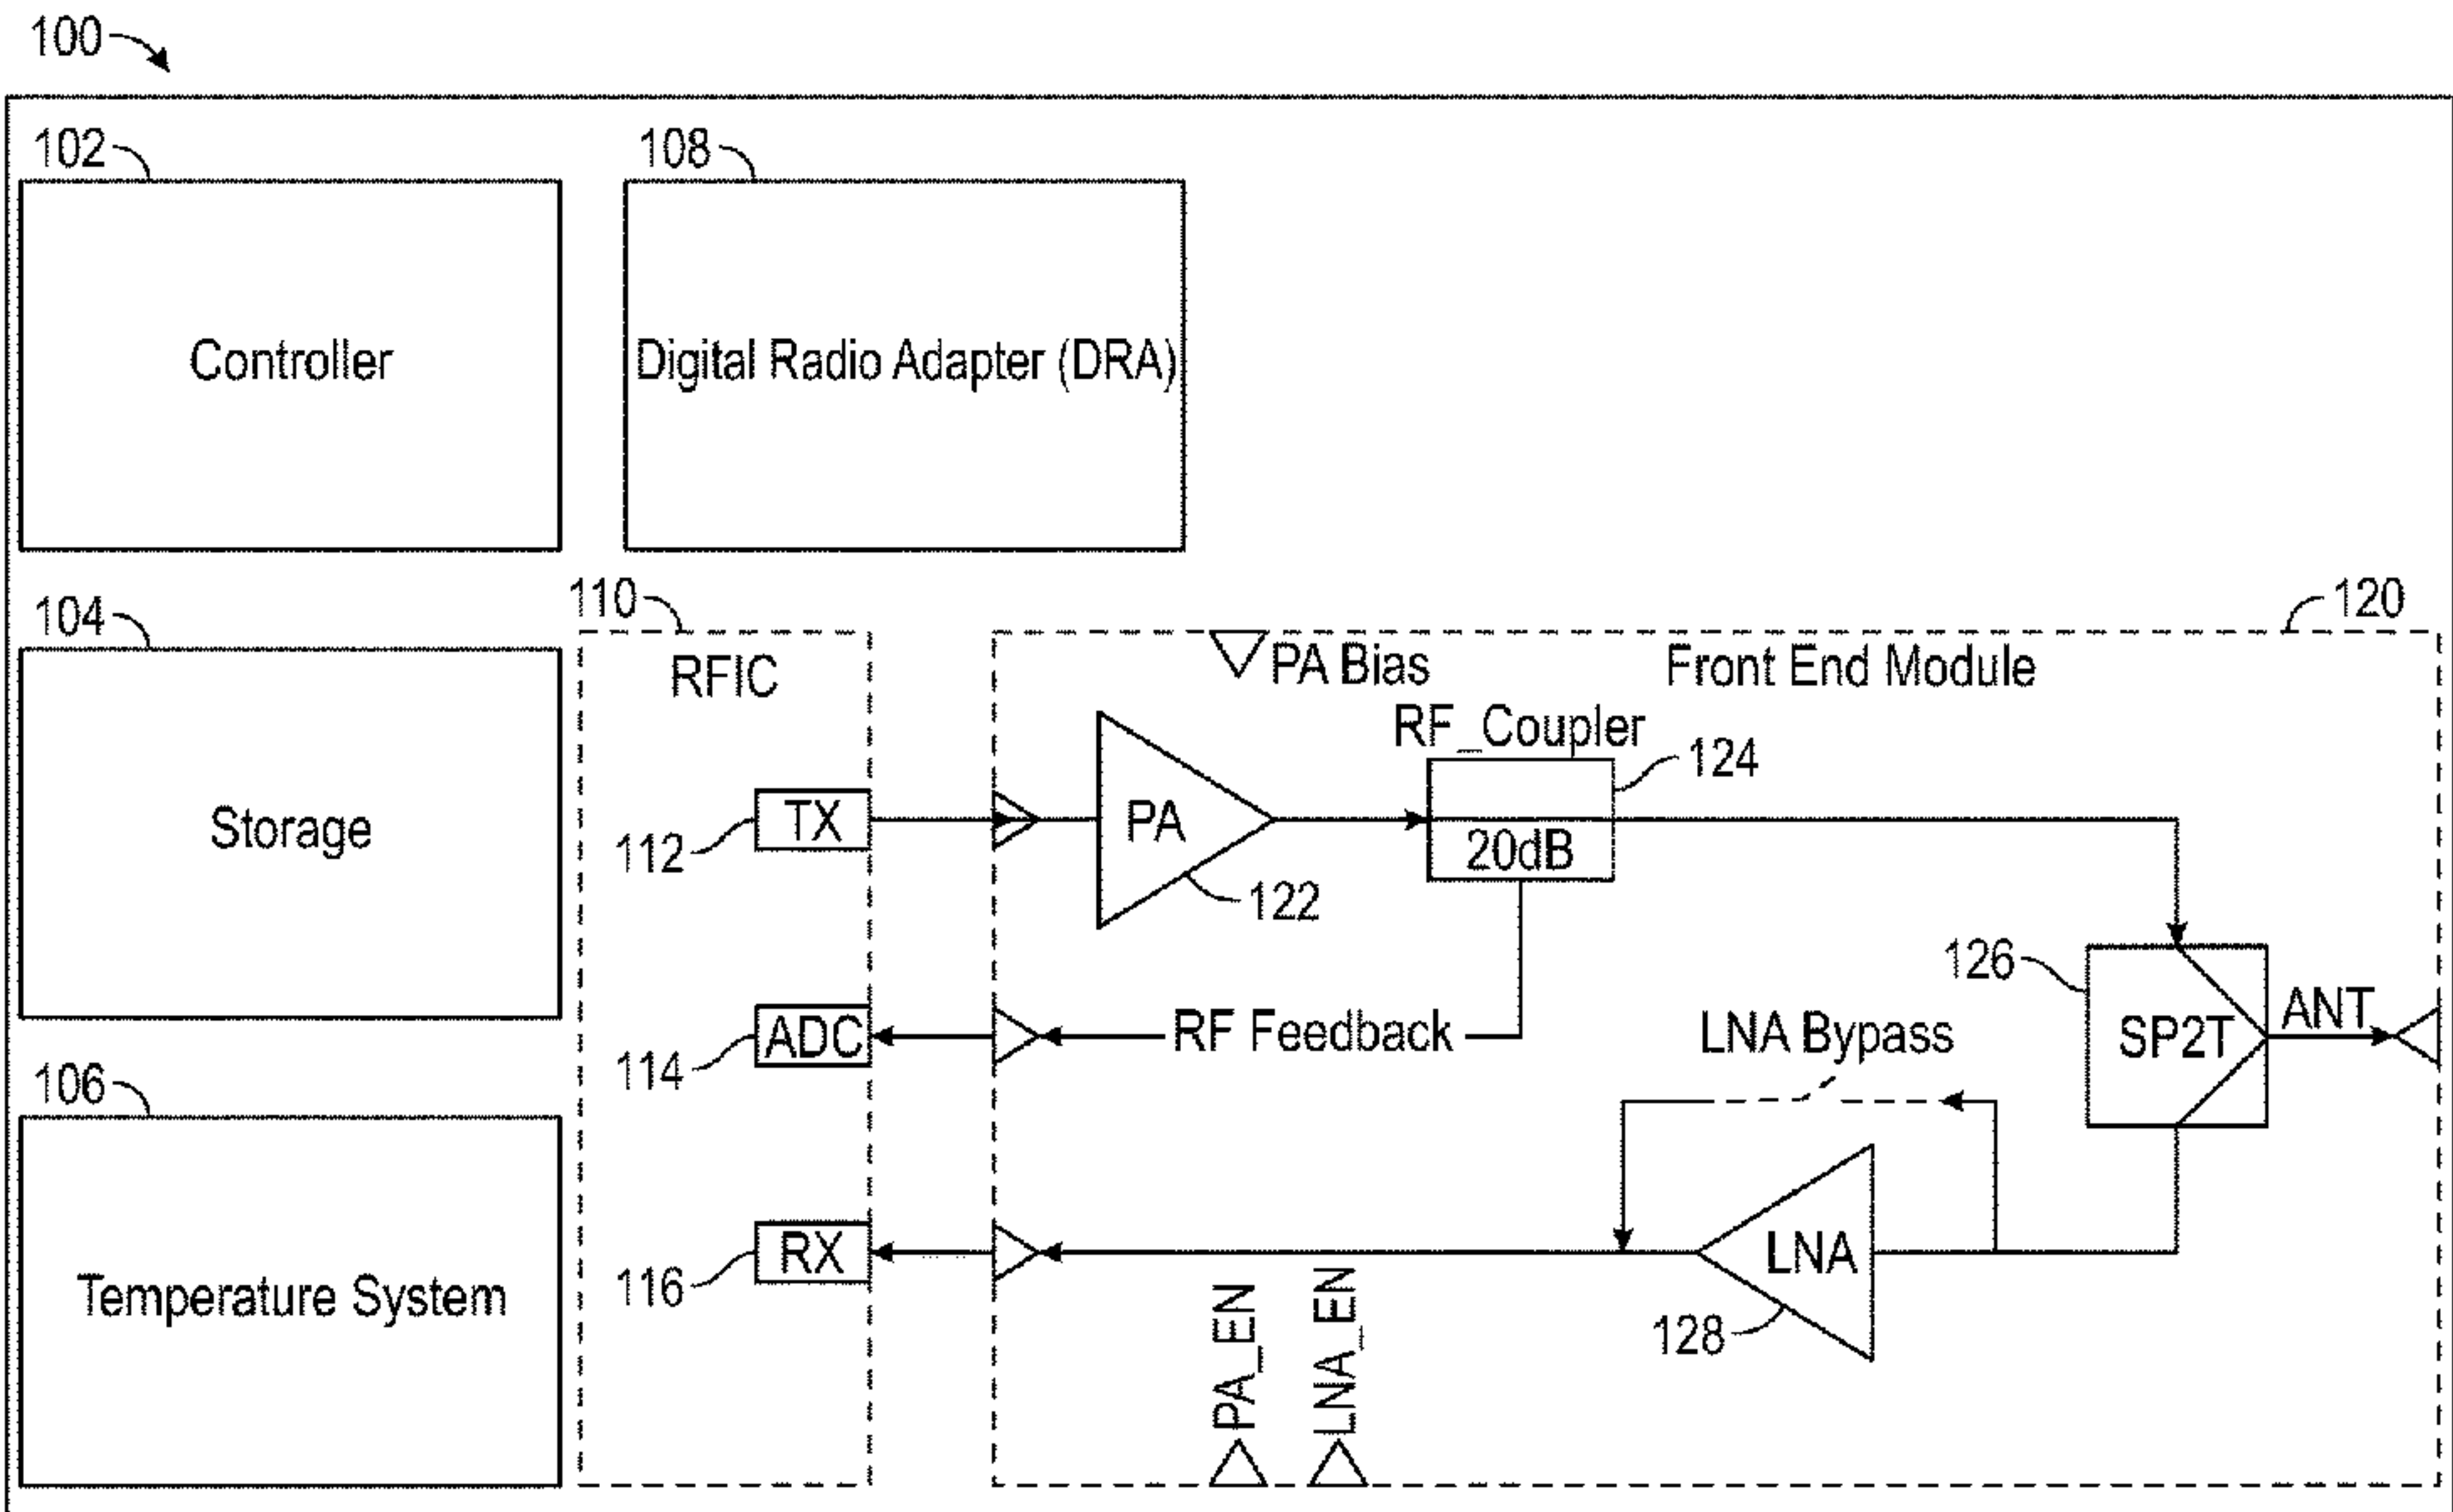 100
102
108
Controller
Digital Radio Adapter (DRA)
104
110
120
Storage
RFIC
PA Bias
Front End Module
RF_Coupler
124
TX
112
PA
20dB
122
126
SP2T
ANT
ADC
114
RF Feedback
LNA Bypass
106
Temperature System
RX
116
LNA
128
PA_EN
LNA_EN